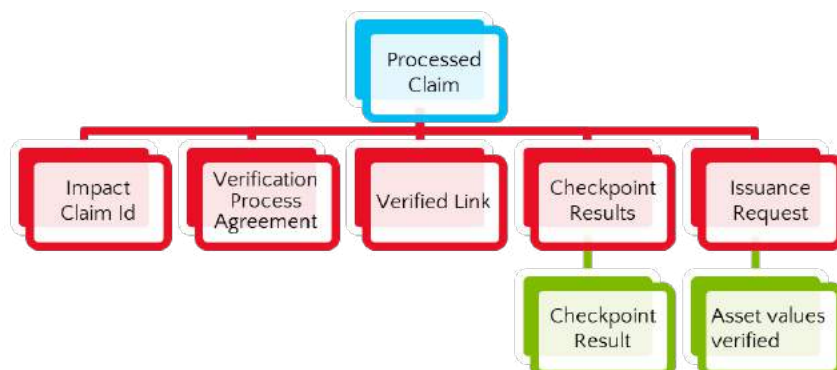 Processed
Claim
Impact
Claim Id
Verification
Process
Agreement
Verified Link
Checkpoint
Results
Issuance
Request
Checkpoint
Result
Asset values
verified